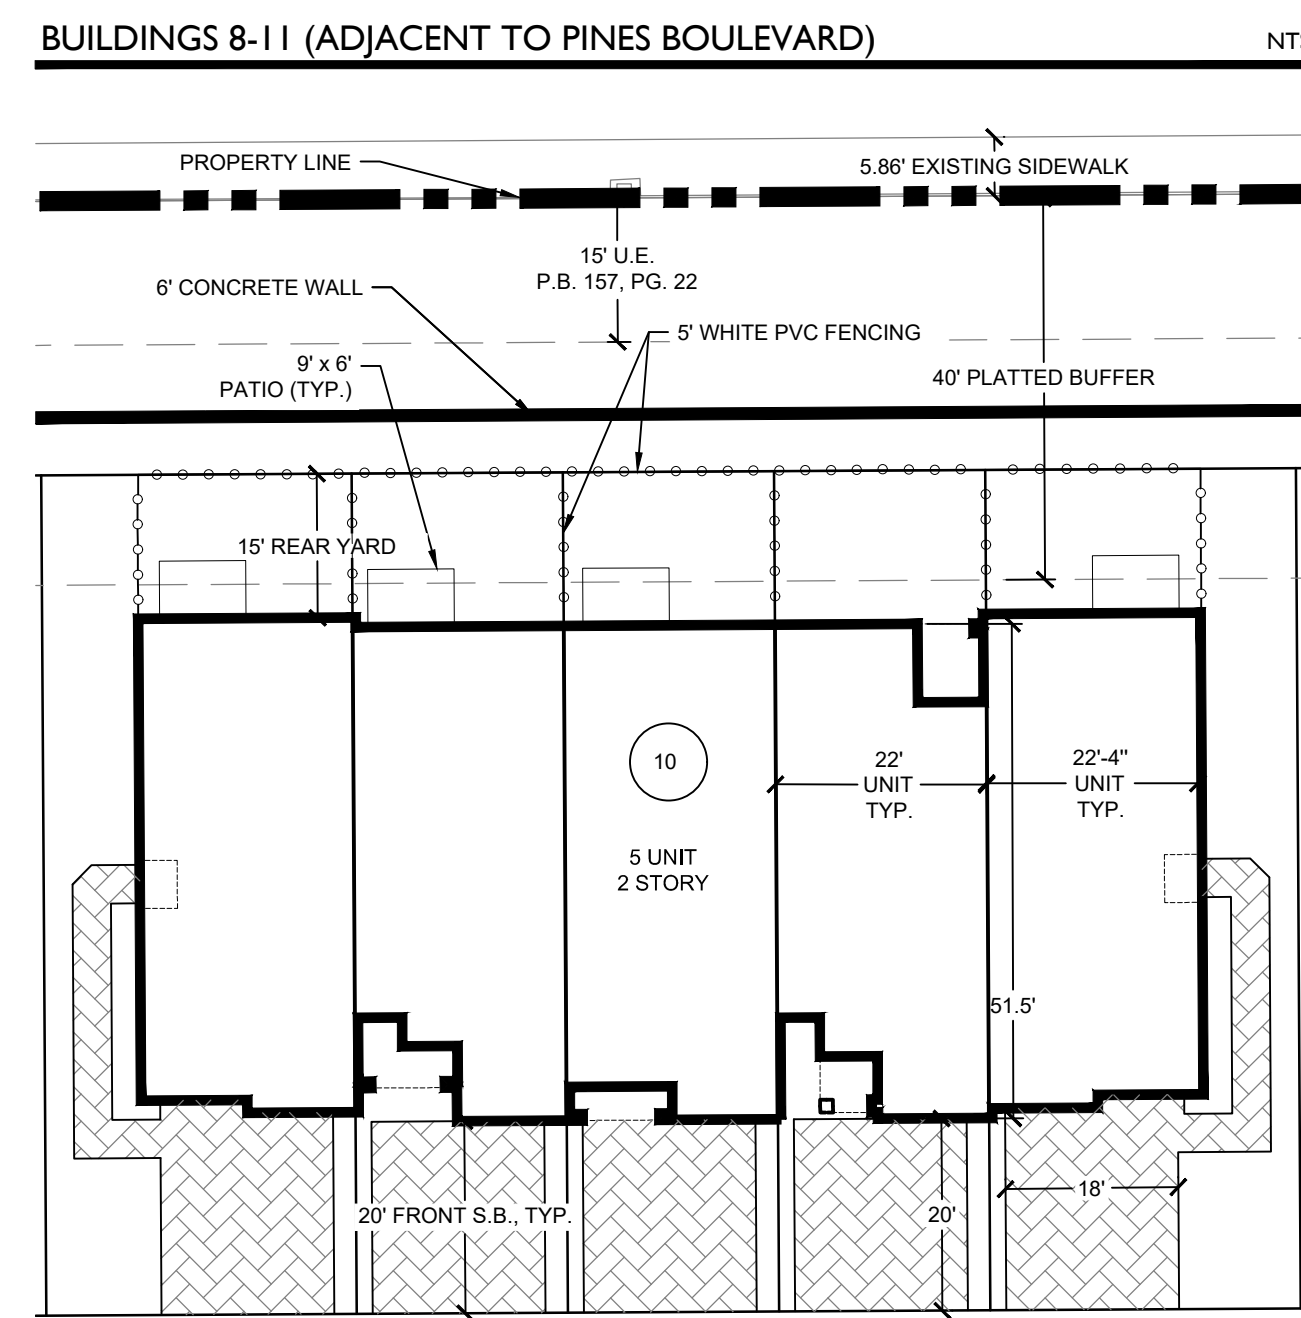 BUILDINGS 8-11 (ADJACENT TO PINES BOULEVARD)
NTS
PROPERTY LINE
5.86' EXISTING SIDEWALK
15' U.E.
P.B. 157, PG. 22
6' CONCRETE WALL
5' WHITE PVC FENCING
9' x 6'
PATIO (TYP.)
40' PLATTED BUFFER
15' REAR YARD
10
22'
UNIT
TYP.
22'-4"
UNIT
TYP.
5 UNIT
2 STORY
51.5'
18'
20' FRONT S.B., TYP.
20'